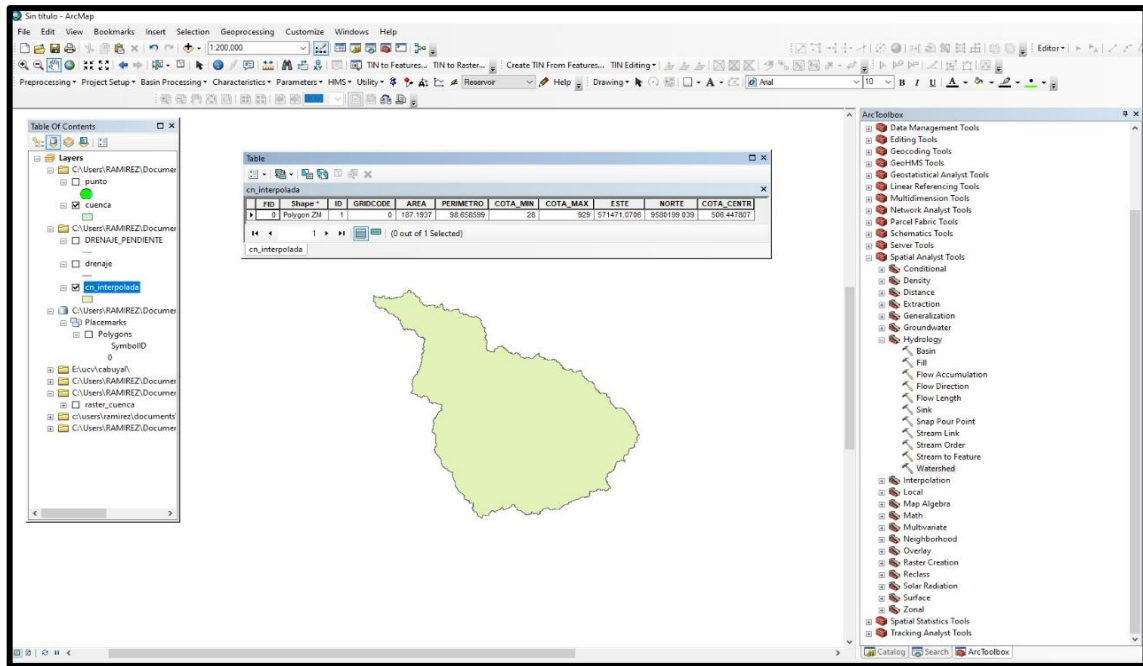 Sin título - ArcMap
File Edit View Bookmarks Insert Selection Geoprocessing Customize Windows Help
1:200,000 Editor
TIN to Features... TIN to Raster... Create TIN From Features... TIN Editing
Preprocessing Project Setup Basin Processing Characteristics Parameters HMS Utility Reservoir Help Drawing Arial 10 B I U A
Table Of Contents
Layers
C:\Users\RAMIREZ\Documer
punto
cuenca
C:\Users\RAMIREZ\Documer
DRENAJE_PENDIENTE
drenaje
cn_interpolada
C:\Users\RAMIREZ\Documer
Placemarks
Polygons
SymbolID
0
E:\ucv\cabuyal\
C:\Users\RAMIREZ\Documer
C:\Users\RAMIREZ\Documer
raster_cuenca
c:\users\ramirez\documents\
C:\Users\RAMIREZ\Documer
Table
cn_interpolada
FID Shape * ID GRIDCODE AREA PERIMETRO COTA_MIN COTA_MAX ESTE NORTE COTA_CENTR
0 Polygon ZM 1 0 187.1937 98.658599 28 929 571471.0786 9580199.039 506.447807
1 (0 out of 1 Selected)
cn_interpolada
ArcToolbox
Data Management Tools
Editing Tools
Geocoding Tools
GeoHMS Tools
Geostatistical Analyst Tools
Linear Referencing Tools
Multidimension Tools
Network Analyst Tools
Parcel Fabric Tools
Schematics Tools
Server Tools
Spatial Analyst Tools
Conditional
Density
Distance
Extraction
Generalization
Groundwater
Hydrology
Basin
Fill
Flow Accumulation
Flow Direction
Flow Length
Sink
Snap Pour Point
Stream Link
Stream Order
Stream to Feature
Watershed
Interpolation
Local
Map Algebra
Math
Multivariate
Neighborhood
Overlay
Raster Creation
Reclass
Solar Radiation
Surface
Zonal
Spatial Statistics Tools
Tracking Analyst Tools
Catalog Search ArcToolbox